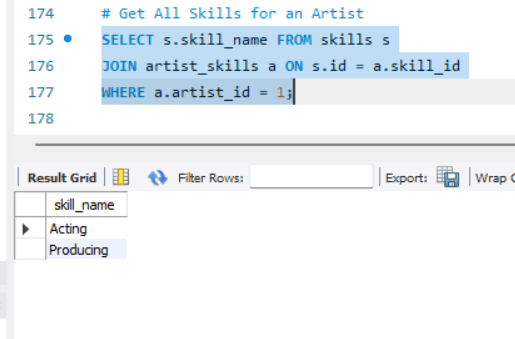 174 # Get All Skills for an Artist
175 SELECT s.skill_name FROM skills s
176 JOIN artist_skills a ON s.id = a.skill_id
177 WHERE a.artist_id = 1;
178
Result Grid Filter Rows: Export: Wrap
skill_name
Acting
Producing